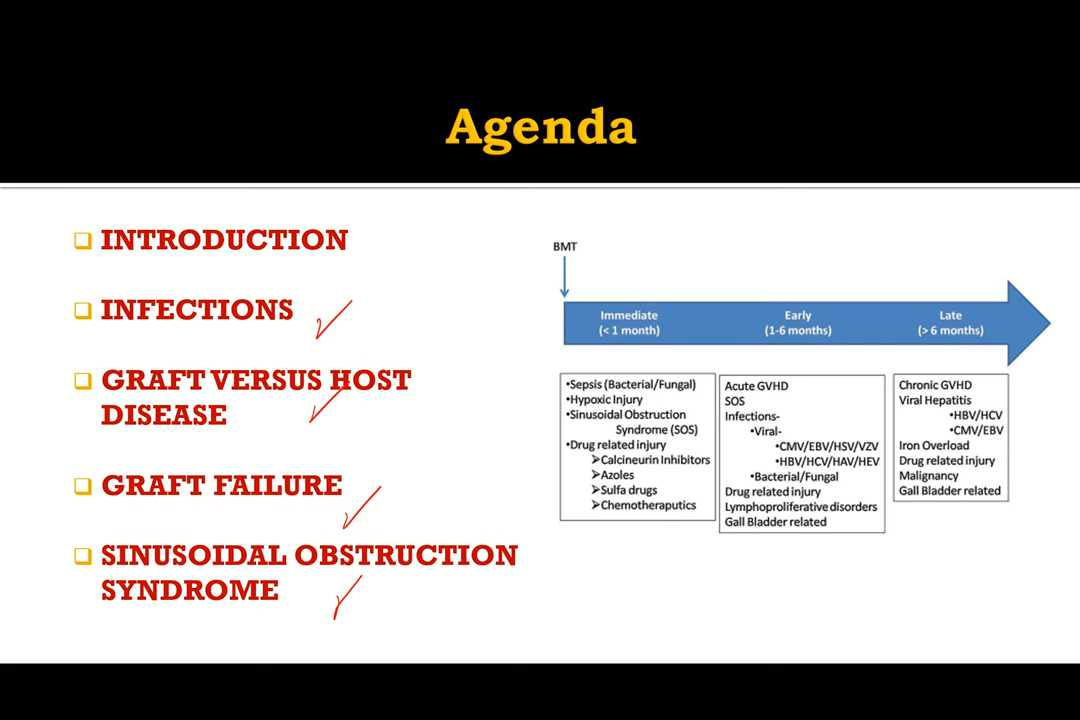 Agenda
INTRODUCTION
INFECTIONS
GRAFT VERSUS HOST
DISEASE
GRAFT FAILURE
SINUSOIDAL OBSTRUCTION
SYNDROME
BMT
Immediate
(< 1 month)
Early
(1-6 months)
Late
(> 6 months)
•Sepsis (Bacterial/Fungal)
•Hypoxic Injury
•Sinusoidal Obstruction
Syndrome (SOS)
•Drug related injury
➢Calcineurin Inhibitors
➢Azoles
➢Sulfa drugs
➢Chemotheraputics
Acute GVHD
SOS
Infections-
•Viral-
•CMV/EBV/HSV/VZV
•HBV/HCV/HAV/HEV
•Bacterial/Fungal
Drug related injury
Lymphoproliferative disorders
Gall Bladder related
Chronic GVHD
Viral Hepatitis
•HBV/HCV
•CMV/EBV
Iron Overload
Drug related injury
Malignancy
Gall Bladder related